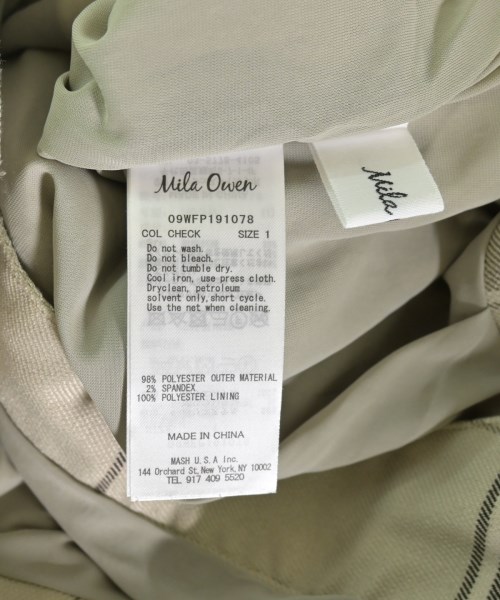 Mila Owen
Mila
09WFP191078
COL CHECK SIZE 1
Do not wash.
Do not bleach.
Do not tumble dry.
Cool iron, use press cloth.
Dryclean, petroleum
solvent only,short cycle.
Use the net when cleaning.
98% POLYESTER OUTER MATERIAL
2% SPANDEX
100% POLYESTER LINING
MADE IN CHINA
MASH U.S.A Inc.
144 Orchard St, New York, NY 10002
TEL 917 409 5520